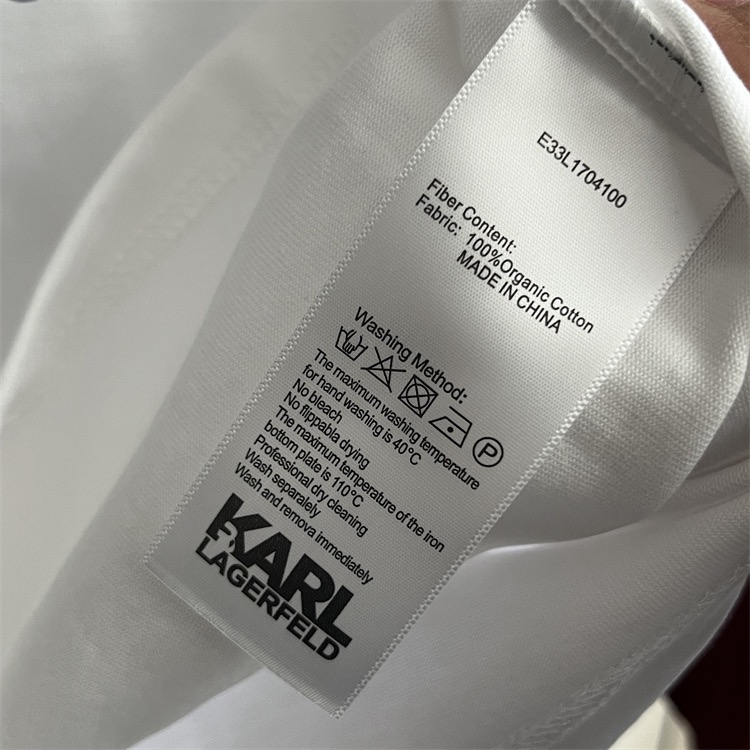 E33L1704100
Fiber Content:
Fabric: 100%Organic Cotton
MADE IN CHINA
Washing Method:
P
The maximum washing temperature
for hand washing is 40°C
No bleach
No flippabla drying
The maximum temperature of the iron
bottom plate is 110°C
Professional dry cleaning
Wash separately
Wash and remova immediately
KARL
LAGERFELD